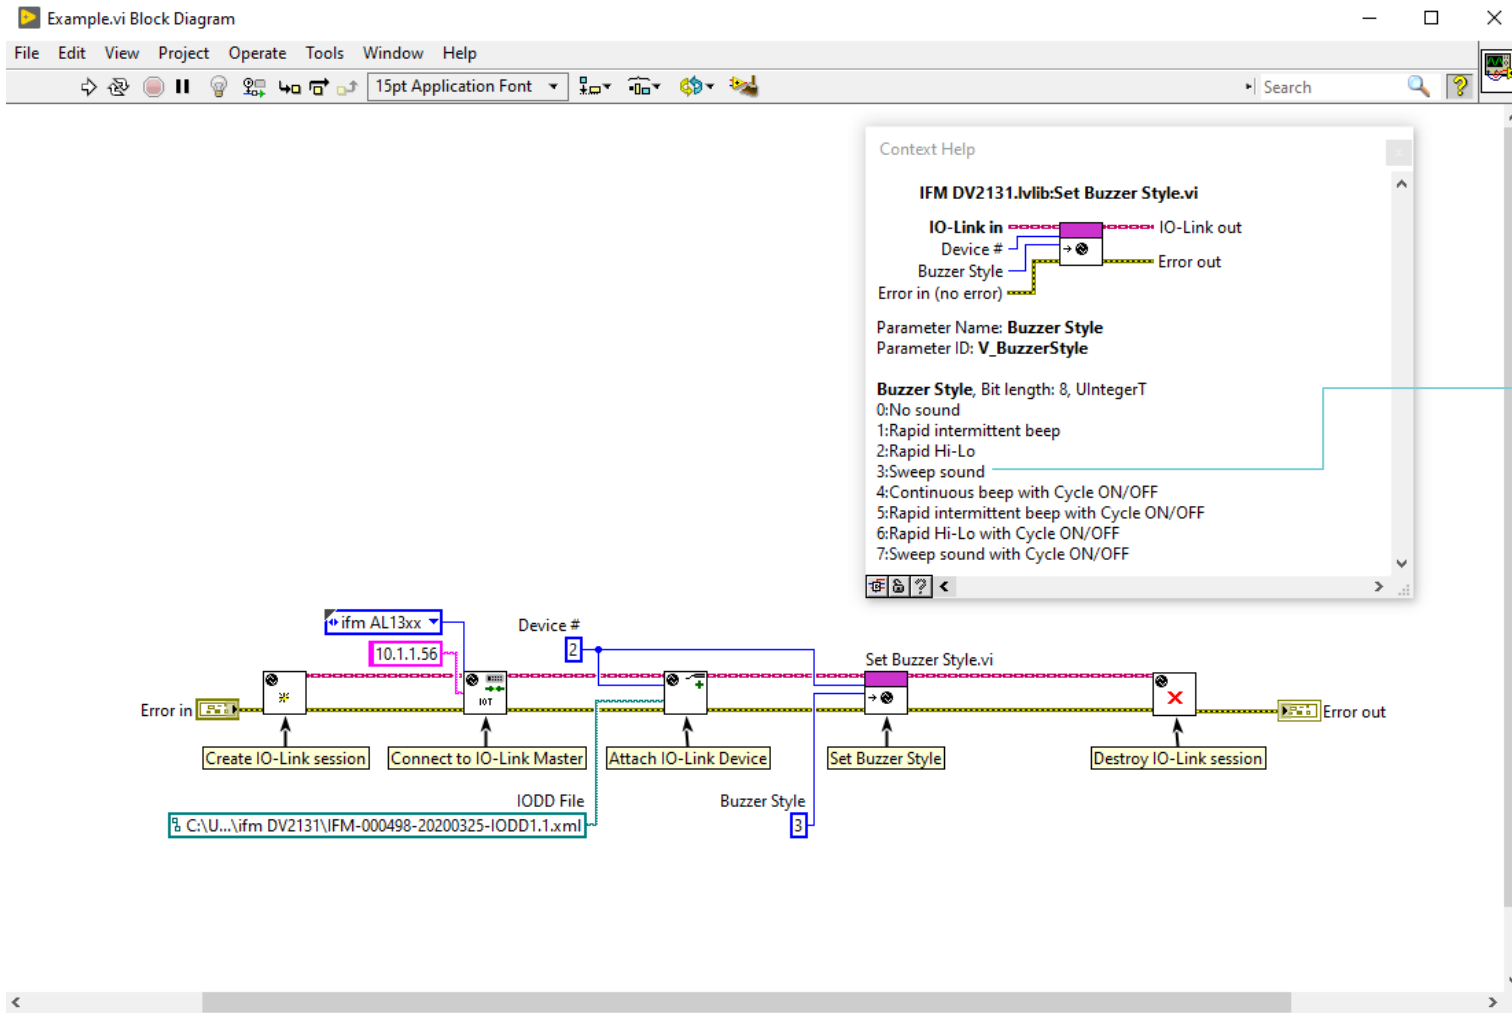 Example.vi Block Diagram
File Edit View Project Operate Tools Window Help
15pt Application Font
Search
Context Help
IFM DV2131.lvlib:Set Buzzer Style.vi
IO-Link in
IO-Link out
Device #
Buzzer Style
Error out
Error in (no error)
Parameter Name: Buzzer Style
Parameter ID: V_BuzzerStyle
Buzzer Style, Bit length: 8, UIntegerT
0:No sound
1:Rapid intermittent beep
2:Rapid Hi-Lo
3:Sweep sound
4:Continuous beep with Cycle ON/OFF
5:Rapid intermittent beep with Cycle ON/OFF
6:Rapid Hi-Lo with Cycle ON/OFF
7:Sweep sound with Cycle ON/OFF
ifm AL13xx
Device #
10.1.1.56
2
Set Buzzer Style.vi
IOT
Error in
Error out
Create IO-Link session
Connect to IO-Link Master
Attach IO-Link Device
Set Buzzer Style
Destroy IO-Link session
IODD File
Buzzer Style
C:\U...\ifm DV2131\IFM-000498-20200325-IODD1.1.xml
3